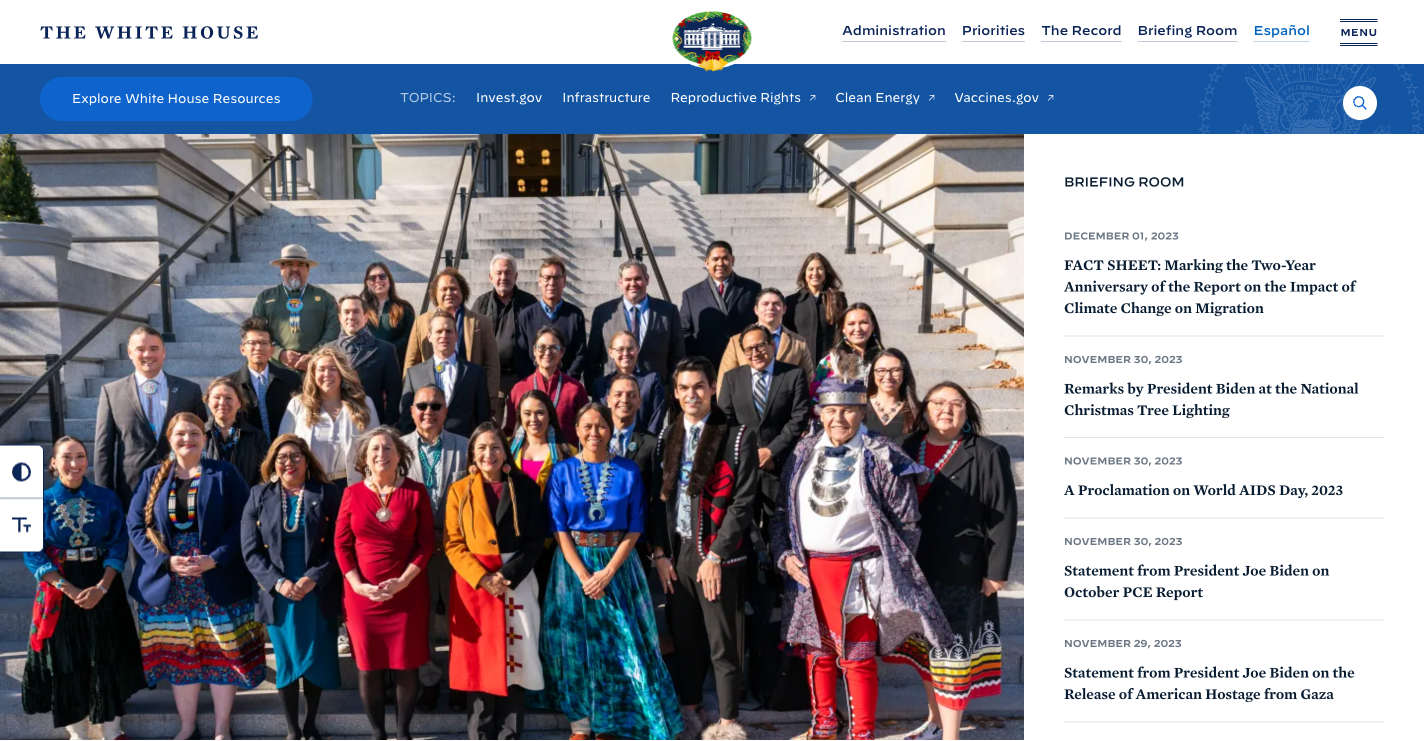 THE WHITE HOUSE
Administration Priorities The Record Briefing Room Español MENU
Explore White House Resources TOPICS: Invest.gov Infrastructure Reproductive Rights ↗ Clean Energy ↗ Vaccines.gov ↗
BRIEFING ROOM
DECEMBER 01, 2023
FACT SHEET: Marking the Two-Year
Anniversary of the Report on the Impact of
Climate Change on Migration
NOVEMBER 30, 2023
Remarks by President Biden at the National
Christmas Tree Lighting
NOVEMBER 30, 2023
A Proclamation on World AIDS Day, 2023
NOVEMBER 30, 2023
Statement from President Joe Biden on
October PCE Report
NOVEMBER 29, 2023
Statement from President Joe Biden on the
Release of American Hostage from Gaza
TT